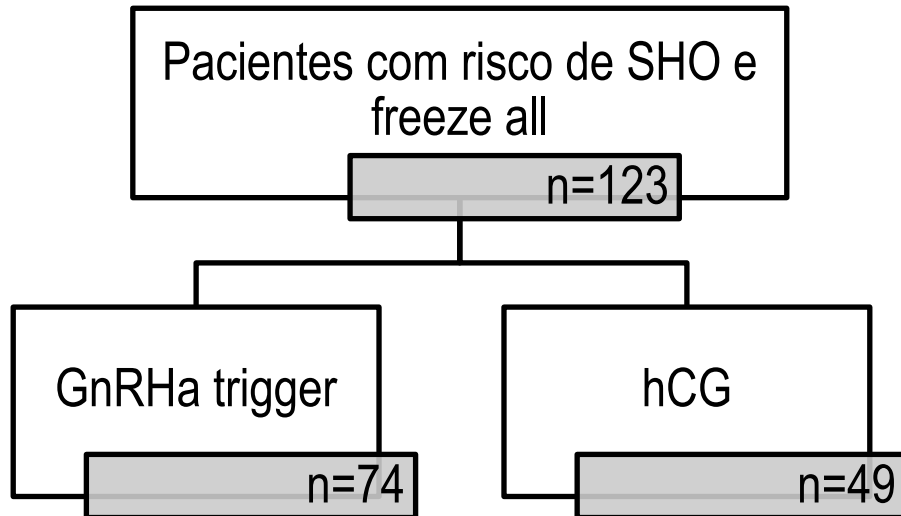 Pacientes com risco de SHO e
freeze all
n=123
GnRHa trigger
n=74
hCG
n=49